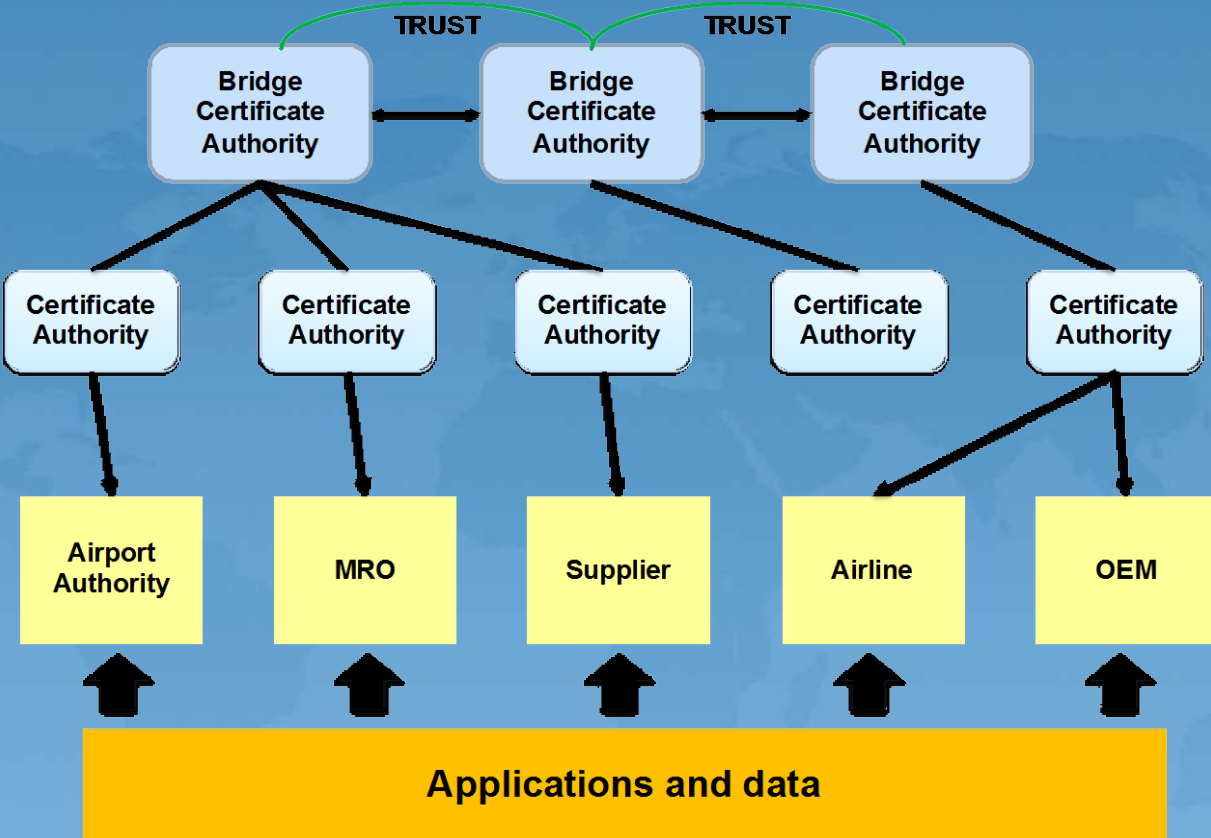 TRUST
TRUST
Bridge
Certificate
Authority
Bridge
Certificate
Authority
Bridge
Certificate
Authority
Certificate
Authority
Certificate
Authority
Certificate
Authority
Certificate
Authority
Certificate
Authority
Airport
Authority
MRO
Supplier
Airline
OEM
Applications and data